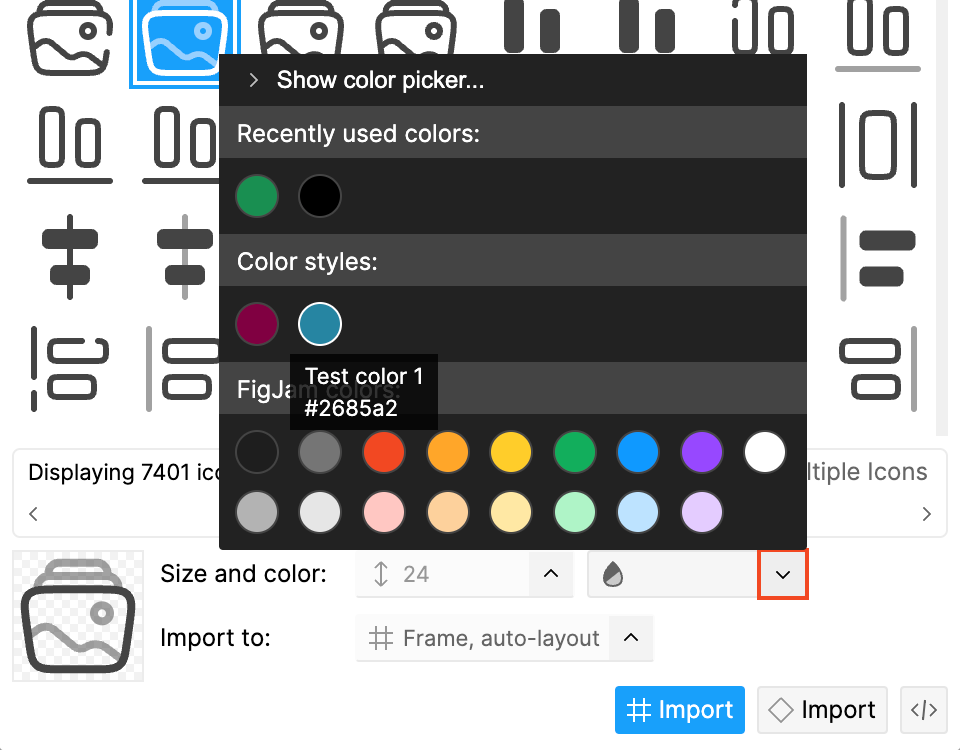 Show color picker...
Recently used colors:
Color styles:
Test color 1
#2685a2
FigJam colors:
Displaying 7401 ico
ltiple Icons
Size and color:
24
Import to:
Frame, auto-layout
Import
Import